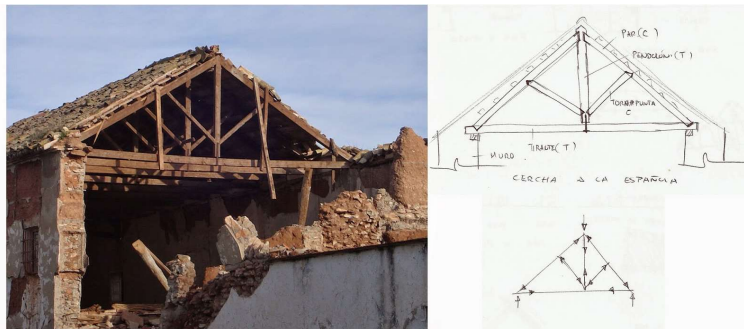 PAR (C)
PENDOLÓN (T)
TORNAPUNTA
C
TIRANTE (T)
MURO
CERCHA A LA ESPAÑOLA